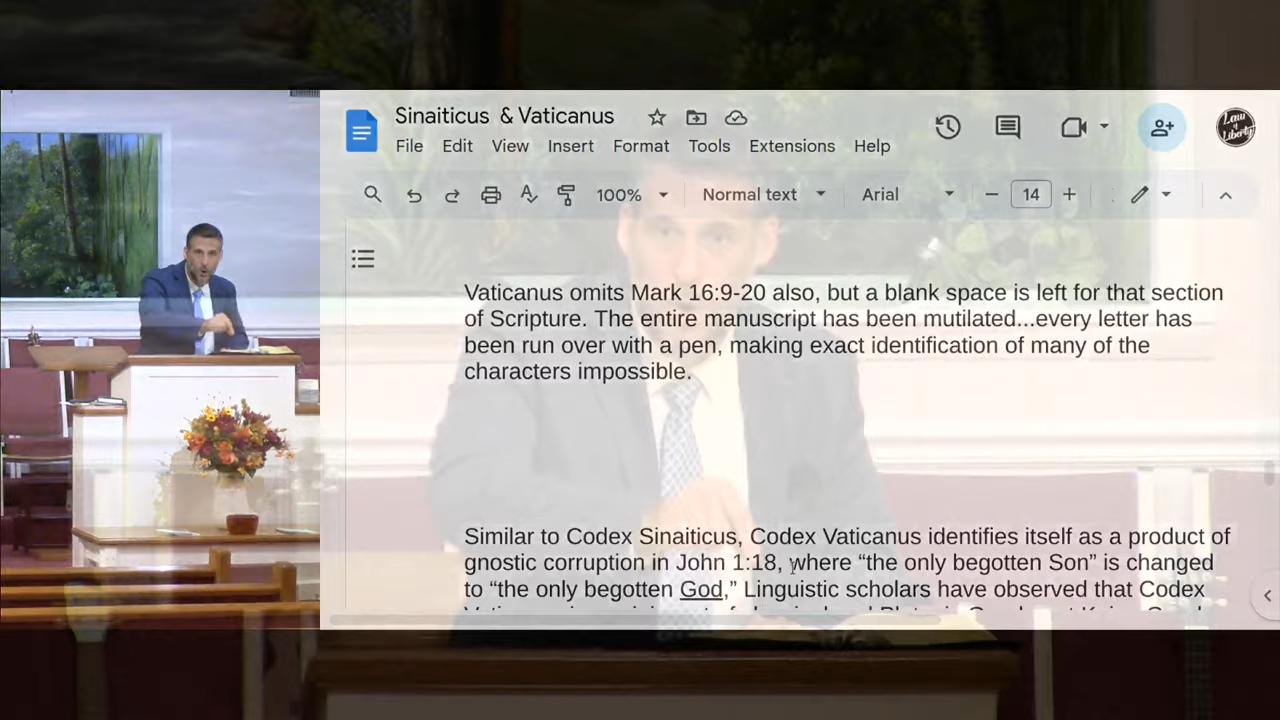 Sinaiticus & Vaticanus
File Edit View Insert Format Tools Extensions Help
Law of Liberty
100% Normal text Arial 14
Vaticanus omits Mark 16:9-20 also, but a blank space is left for that section
of Scripture. The entire manuscript has been mutilated...every letter has
been run over with a pen, making exact identification of many of the
characters impossible.
Similar to Codex Sinaiticus, Codex Vaticanus identifies itself as a product of
gnostic corruption in John 1:18, where “the only begotten Son” is changed
to “the only begotten God,” Linguistic scholars have observed that Codex